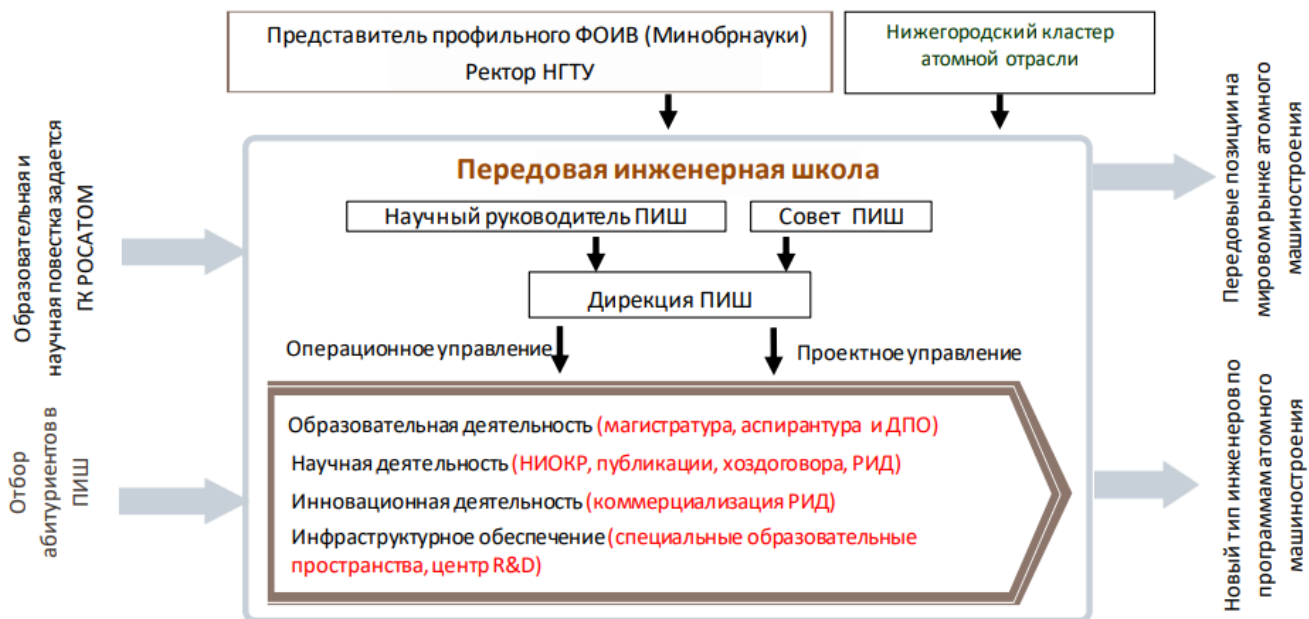 Представитель профильного ФОИВ (Минобрнауки)
Ректор НГТУ
Нижегородский кластер
атомной отрасли
Образовательная и
научная повестка задается
ГК РОСАТОМ
Отбор
абитуриентов в
ПИШ
Передовая инженерная школа
Научный руководитель ПИШ
Совет ПИШ
Дирекция ПИШ
Операционное управление
Проектное управление
Образовательная деятельность (магистратура, аспирантура и ДПО)
Научная деятельность (НИОКР, публикации, хоздоговора, РИД)
Инновационная деятельность (коммерциализация РИД)
Инфраструктурное обеспечение (специальные образовательные
пространства, центр R&D)
Передовые позиции на
мировом рынке атомного
машиностроения
Новый тип инженеров по
программам атомного
машиностроения